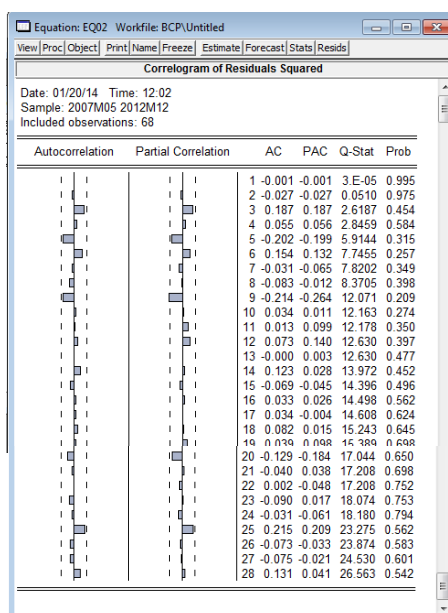 Equation: EQ02 Workfile: BCP\Untitled
View Proc Object Print Name Freeze Estimate Forecast Stats Resids
Correlogram of Residuals Squared
Date: 01/20/14 Time: 12:02
Sample: 2007M05 2012M12
Included observations: 68
Autocorrelation Partial Correlation AC PAC Q-Stat Prob
1 -0.001 -0.001 3.E-05 0.995
2 -0.027 -0.027 0.0510 0.975
3 0.187 0.187 2.6187 0.454
4 0.055 0.056 2.8459 0.584
5 -0.202 -0.199 5.9144 0.315
6 0.154 0.132 7.7455 0.257
7 -0.031 -0.065 7.8202 0.349
8 -0.083 -0.012 8.3705 0.398
9 -0.214 -0.264 12.071 0.209
10 0.034 0.011 12.163 0.274
11 0.013 0.099 12.178 0.350
12 0.073 0.140 12.630 0.397
13 -0.000 0.003 12.630 0.477
14 0.123 0.028 13.972 0.452
15 -0.069 -0.045 14.396 0.496
16 0.033 0.026 14.498 0.562
17 0.034 -0.004 14.608 0.624
18 0.082 0.015 15.243 0.645
19 0.039 0.098 15.389 0.698
20 -0.129 -0.184 17.044 0.650
21 -0.040 0.038 17.208 0.698
22 0.002 -0.048 17.208 0.752
23 -0.090 0.017 18.074 0.753
24 -0.031 -0.061 18.180 0.794
25 0.215 0.209 23.275 0.562
26 -0.073 -0.033 23.874 0.583
27 -0.075 -0.021 24.530 0.601
28 0.131 0.041 26.563 0.542